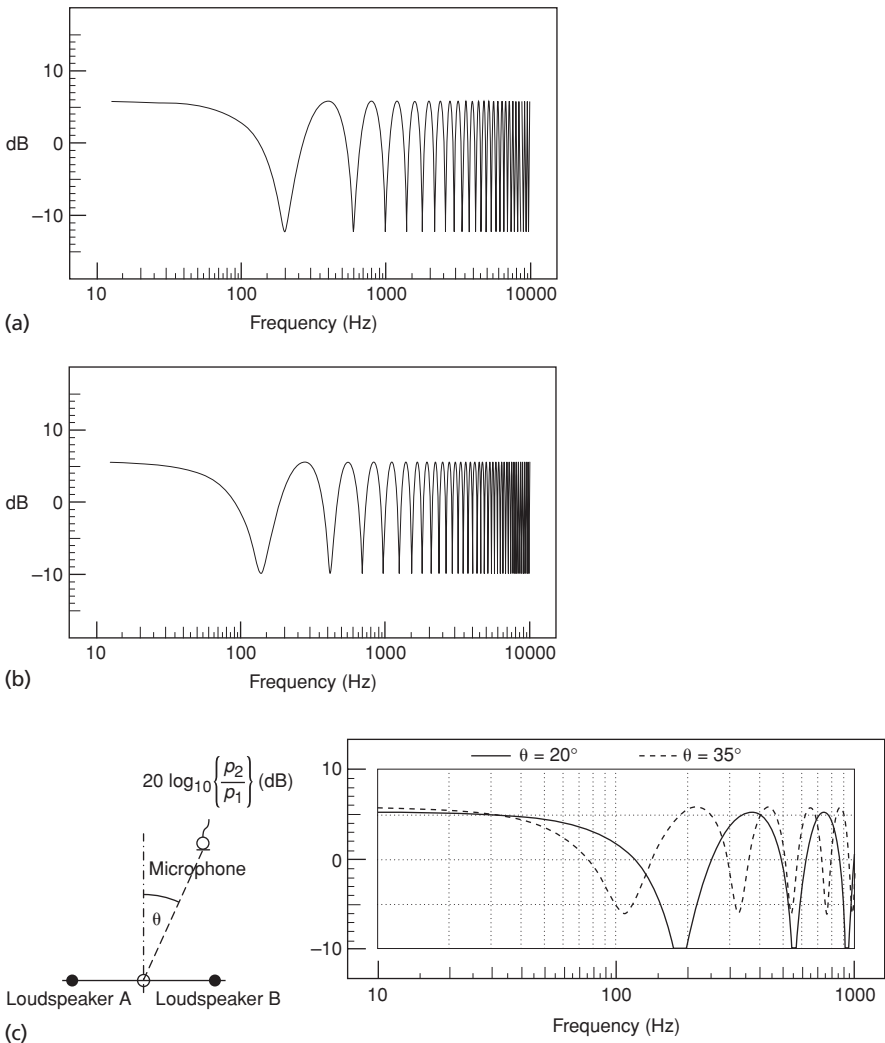 10
0
−10
dB
10 100 1000 10000
Frequency (Hz)
(a)
10
0
−10
dB
10 100 1000 10000
Frequency (Hz)
(b)
20 log10{p2/p1} (dB)
Microphone
θ
Loudspeaker A Loudspeaker B
θ = 20° θ = 35°
10
0
−10
10 100 1000
Frequency (Hz)
(c)